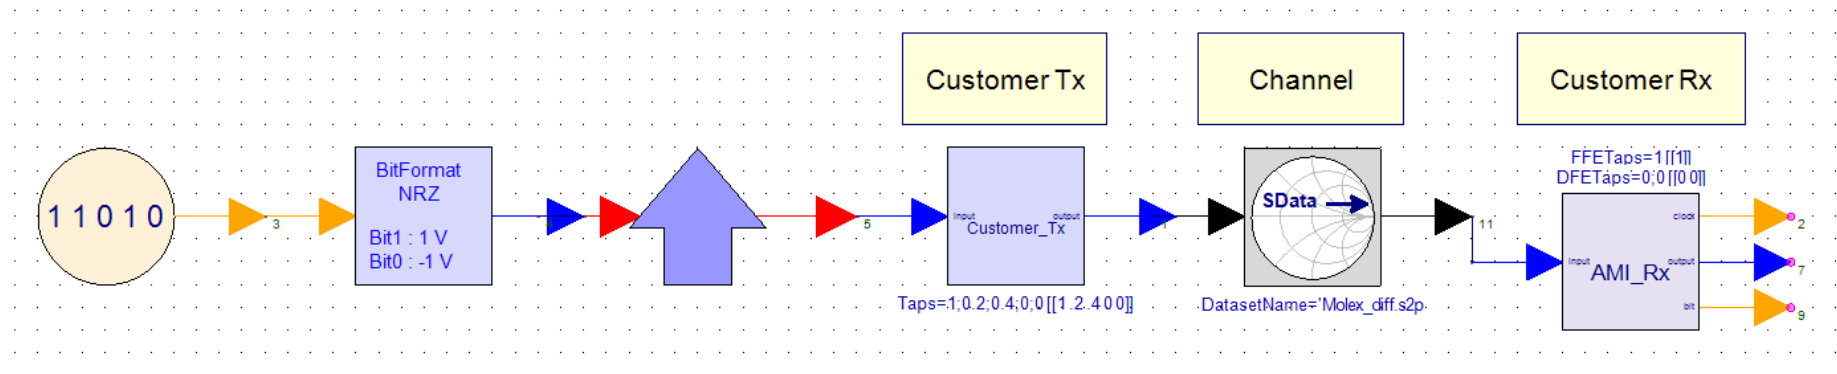 Customer Tx
Channel
Customer Rx
1 1 0 1 0
3
BitFormat
NRZ
Bit1 : 1 V
Bit0 : -1 V
5
Input
output
Customer_Tx
Taps=.1;0.2;0.4;0;0 [[.1 .2 .4 0 0]]
1
SData
DatasetName='Molex_diff.s2p
11
FFETaps=1 [[1]]
DFETaps=0;0 [[0 0]]
clock
Input
output
AMI_Rx
bit
2
7
9